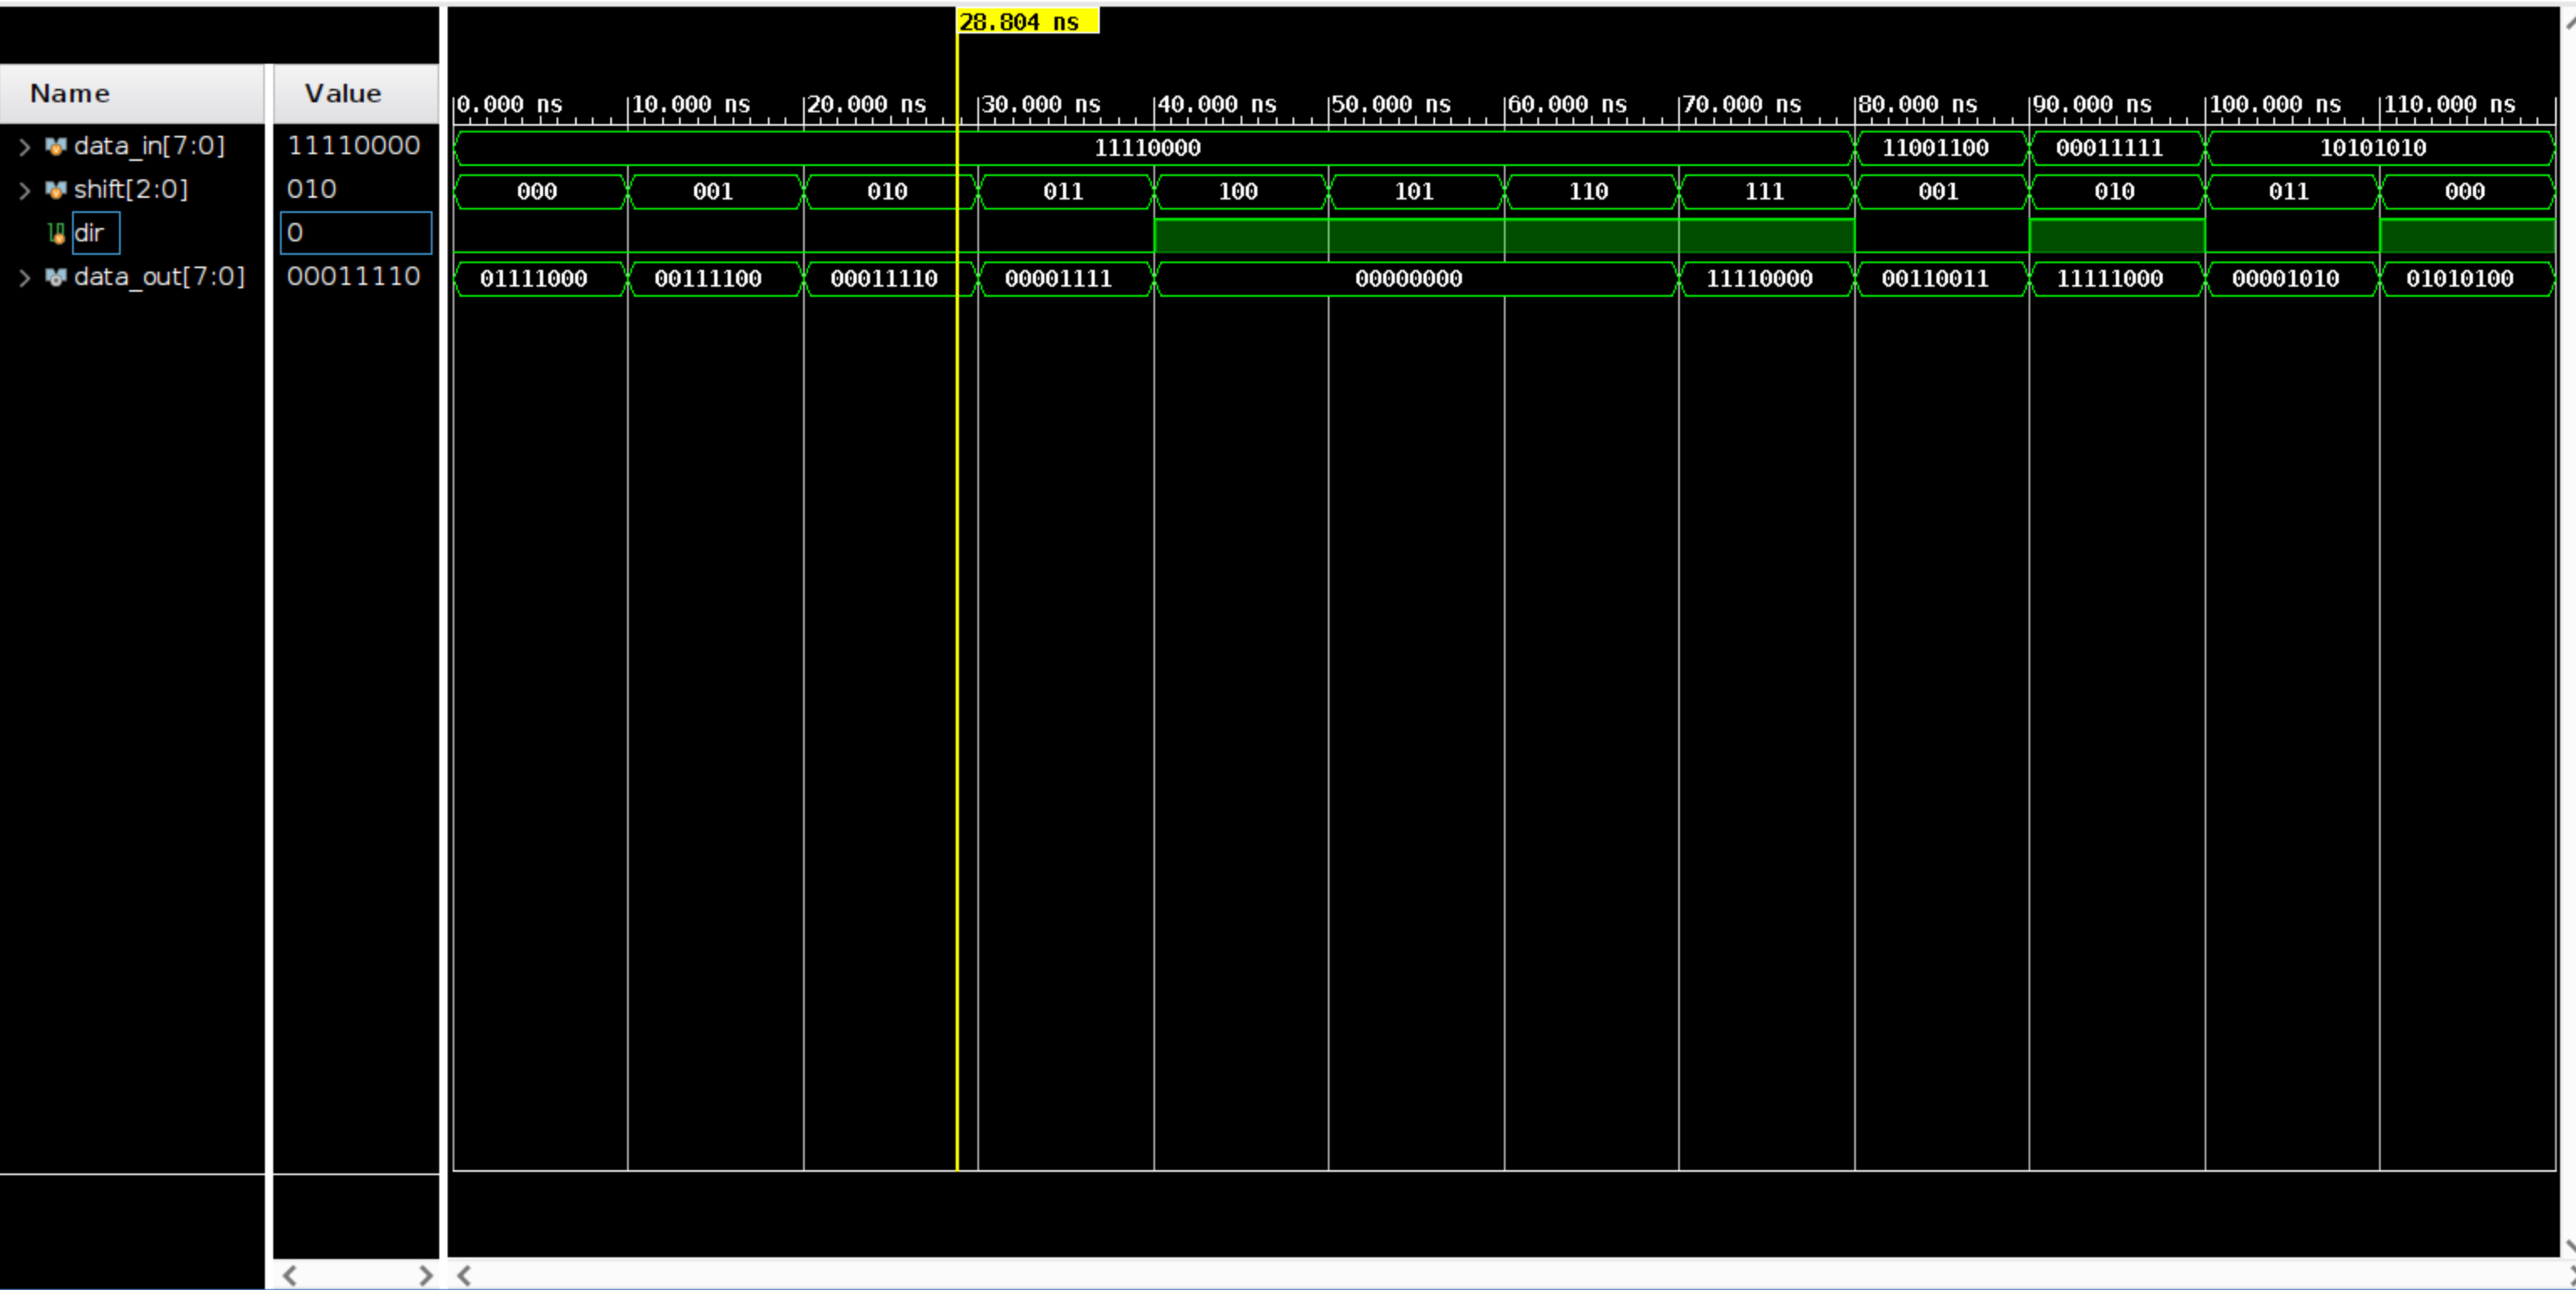 28.804 ns
Name Value
0.000 ns 10.000 ns 20.000 ns 30.000 ns 40.000 ns 50.000 ns 60.000 ns 70.000 ns 80.000 ns 90.000 ns 100.000 ns 110.000 ns
data_in[7:0] 11110000 11110000 11001100 00011111 10101010
shift[2:0] 010 000 001 010 011 100 101 110 111 001 010 011 000
dir 0
data_out[7:0] 00011110 01111000 00111100 00011110 00001111 00000000 11110000 00110011 11111000 00001010 01010100